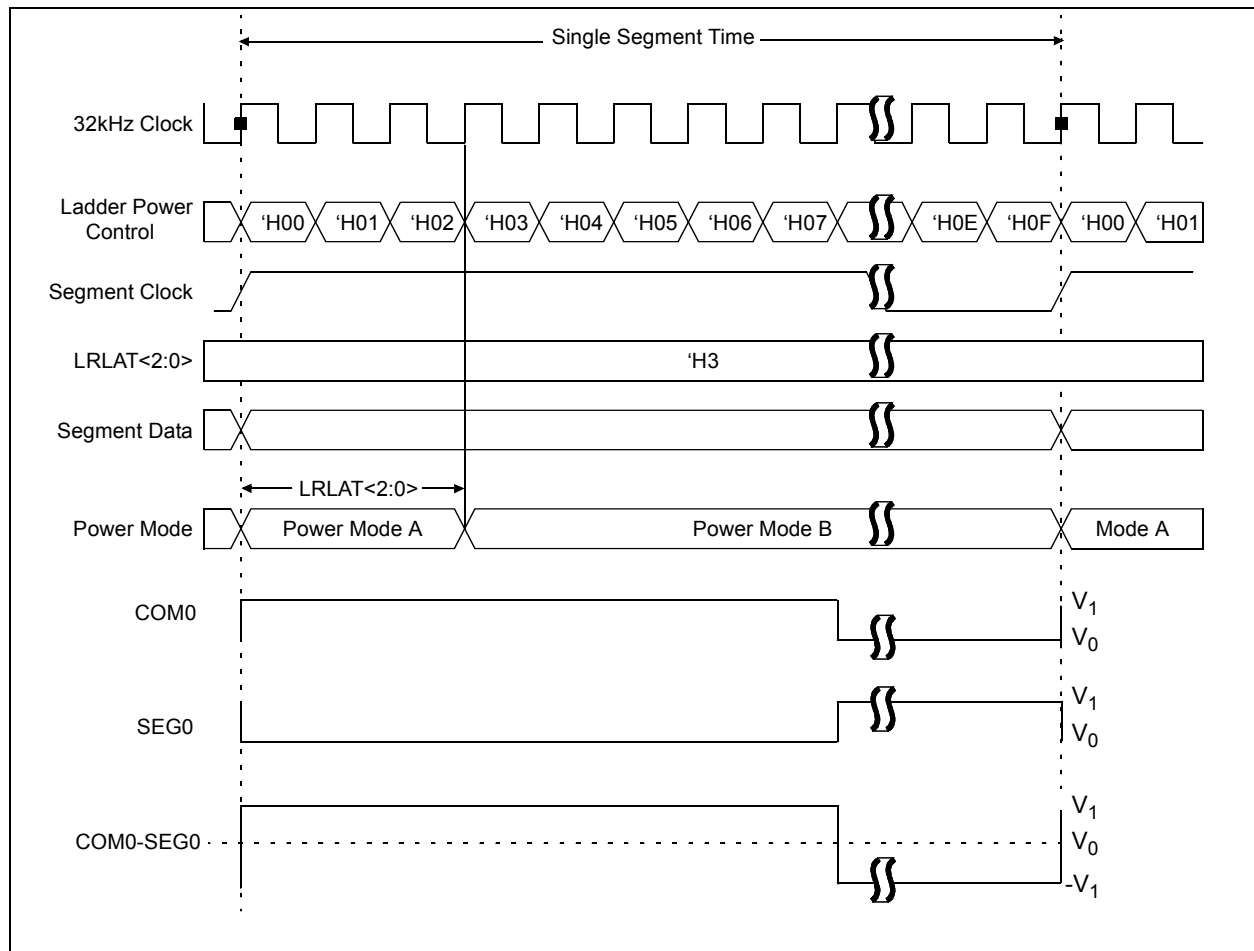 Single Segment Time
32kHz Clock
Ladder Power
Control
‘H00 ‘H01 ‘H02 ‘H03 ‘H04 ‘H05 ‘H06 ‘H07 ‘H0E ‘H0F ‘H00 ‘H01
Segment Clock
LRLAT<2:0>
‘H3
Segment Data
LRLAT<2:0>
Power Mode
Power Mode A
Power Mode B
Mode A
COM0
V1
V0
SEG0
V1
V0
COM0-SEG0
V1
V0
-V1